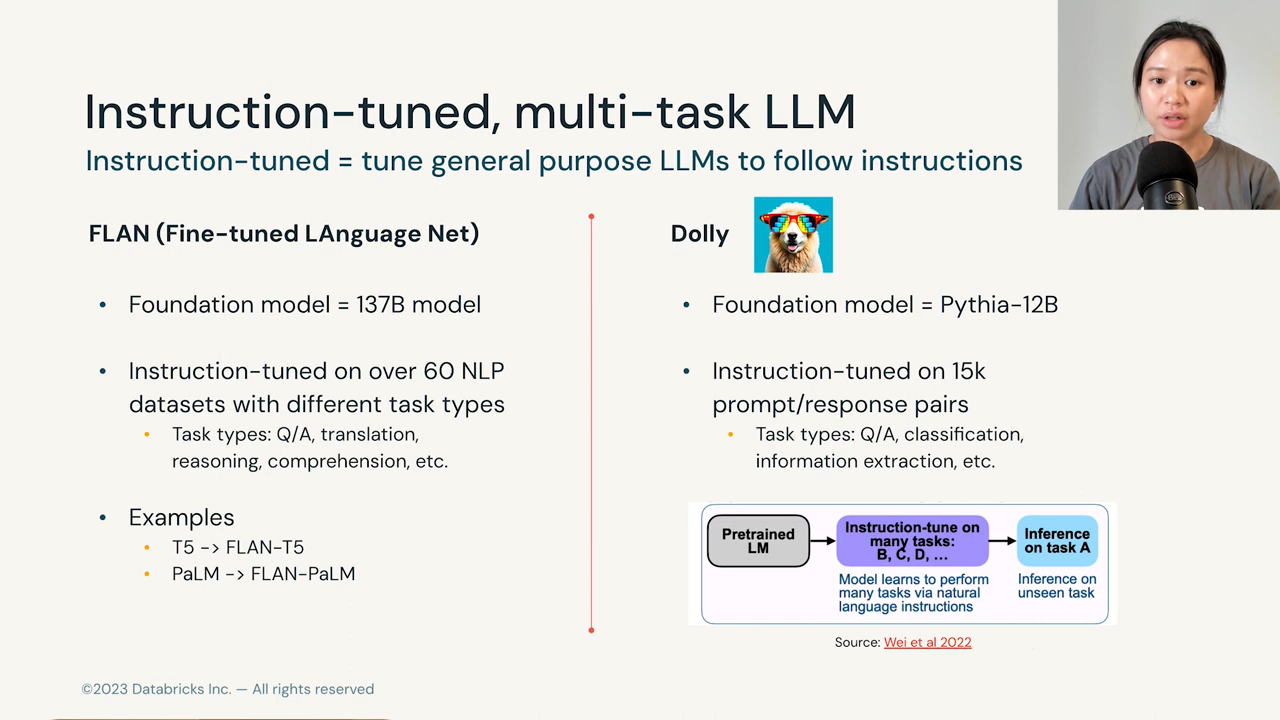 Instruction-tuned, multi-task LLM
Instruction-tuned = tune general purpose LLMs to follow instructions
FLAN (Fine-tuned LAnguage Net)
• Foundation model = 137B model
• Instruction-tuned on over 60 NLP
datasets with different task types
• Task types: Q/A, translation,
reasoning, comprehension, etc.
• Examples
• T5 -> FLAN-T5
• PaLM -> FLAN-PaLM
Dolly
• Foundation model = Pythia-12B
• Instruction-tuned on 15k
prompt/response pairs
• Task types: Q/A, classification,
information extraction, etc.
Pretrained
LM
Instruction-tune on
many tasks:
B, C, D, ...
Model learns to perform
many tasks via natural
language instructions
Inference
on task A
Inference on
unseen task
Source: Wei et al 2022
©2023 Databricks Inc. — All rights reserved